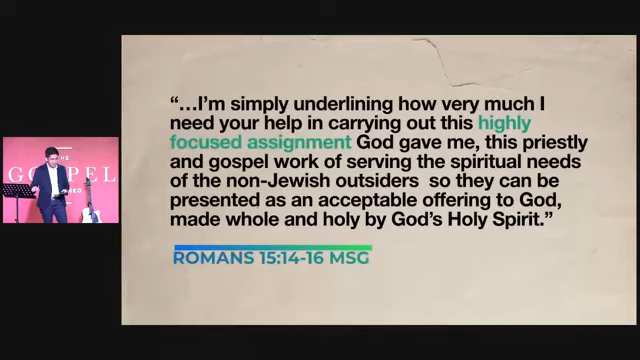 “…I’m simply underlining how very much I
need your help in carrying out this highly
focused assignment God gave me, this priestly
and gospel work of serving the spiritual needs
of the non-Jewish outsiders so they can be
presented as an acceptable offering to God,
made whole and holy by God’s Holy Spirit.”
ROMANS 15:14-16 MSG
THE
GOSPEL